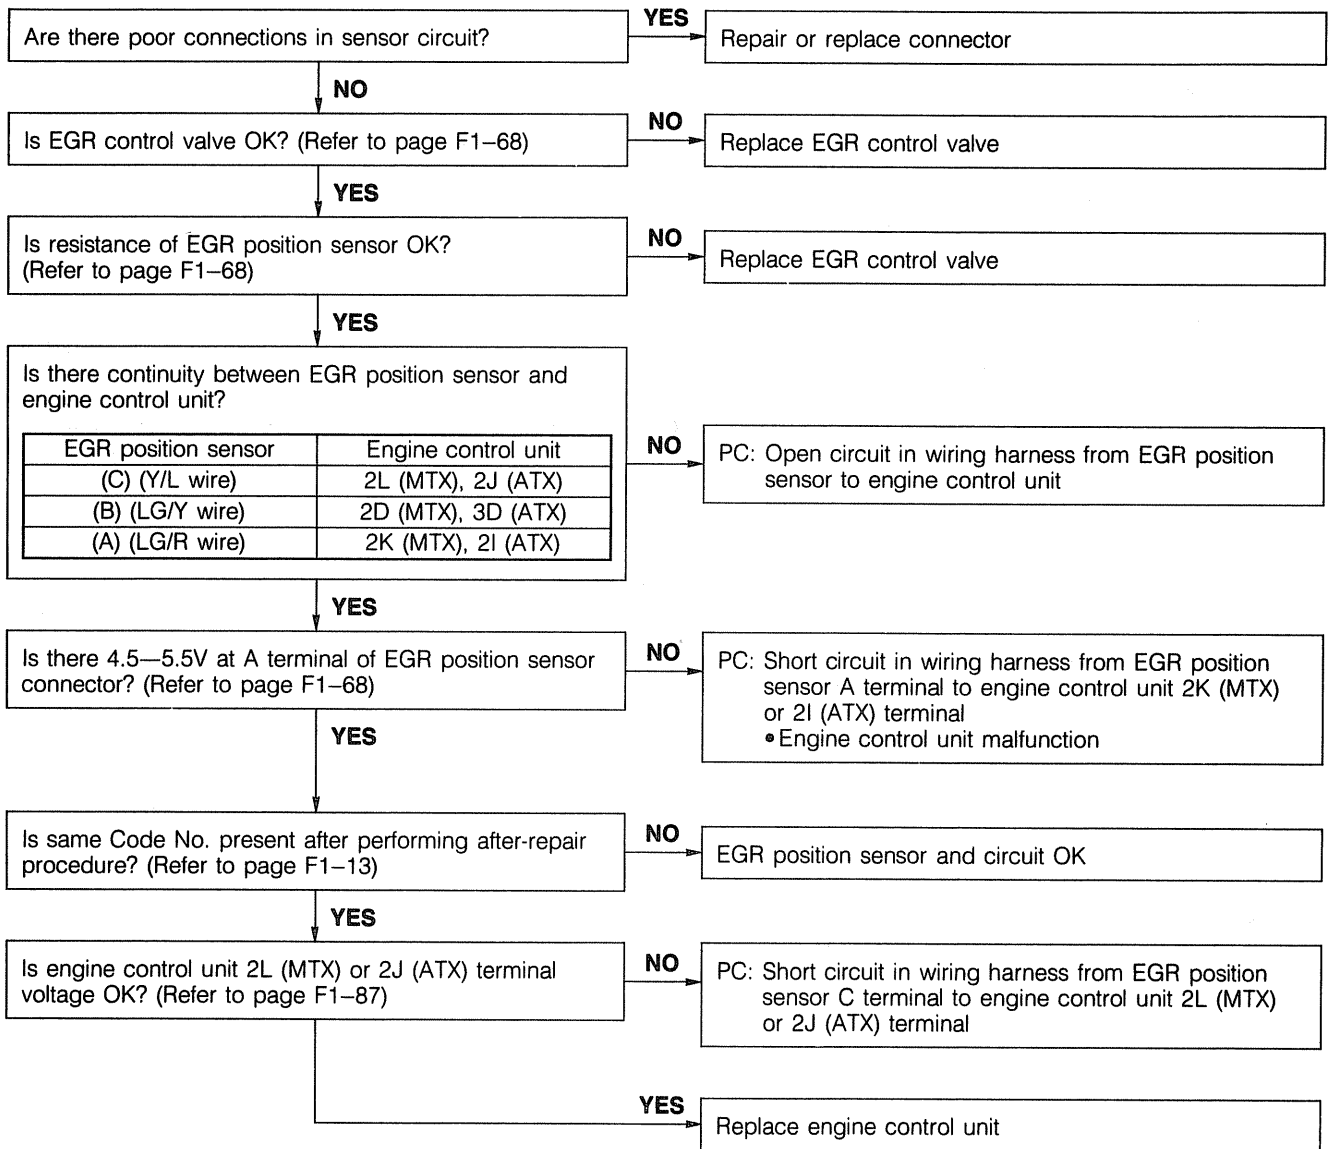 Are there poor connections in sensor circuit?
YES
Repair or replace connector
NO
Is EGR control valve OK? (Refer to page F1–68)
NO
Replace EGR control valve
YES
Is resistance of EGR position sensor OK?
(Refer to page F1–68)
NO
Replace EGR control valve
YES
Is there continuity between EGR position sensor and
engine control unit?
EGR position sensor Engine control unit
(C) (Y/L wire) 2L (MTX), 2J (ATX)
(B) (LG/Y wire) 2D (MTX), 3D (ATX)
(A) (LG/R wire) 2K (MTX), 2I (ATX)
NO
PC: Open circuit in wiring harness from EGR position
sensor to engine control unit
YES
Is there 4.5—5.5V at A terminal of EGR position sensor
connector? (Refer to page F1–68)
NO
PC: Short circuit in wiring harness from EGR position
sensor A terminal to engine control unit 2K (MTX)
or 2I (ATX) terminal
• Engine control unit malfunction
YES
Is same Code No. present after performing after-repair
procedure? (Refer to page F1–13)
NO
EGR position sensor and circuit OK
YES
Is engine control unit 2L (MTX) or 2J (ATX) terminal
voltage OK? (Refer to page F1–87)
NO
PC: Short circuit in wiring harness from EGR position
sensor C terminal to engine control unit 2L (MTX)
or 2J (ATX) terminal
YES
Replace engine control unit